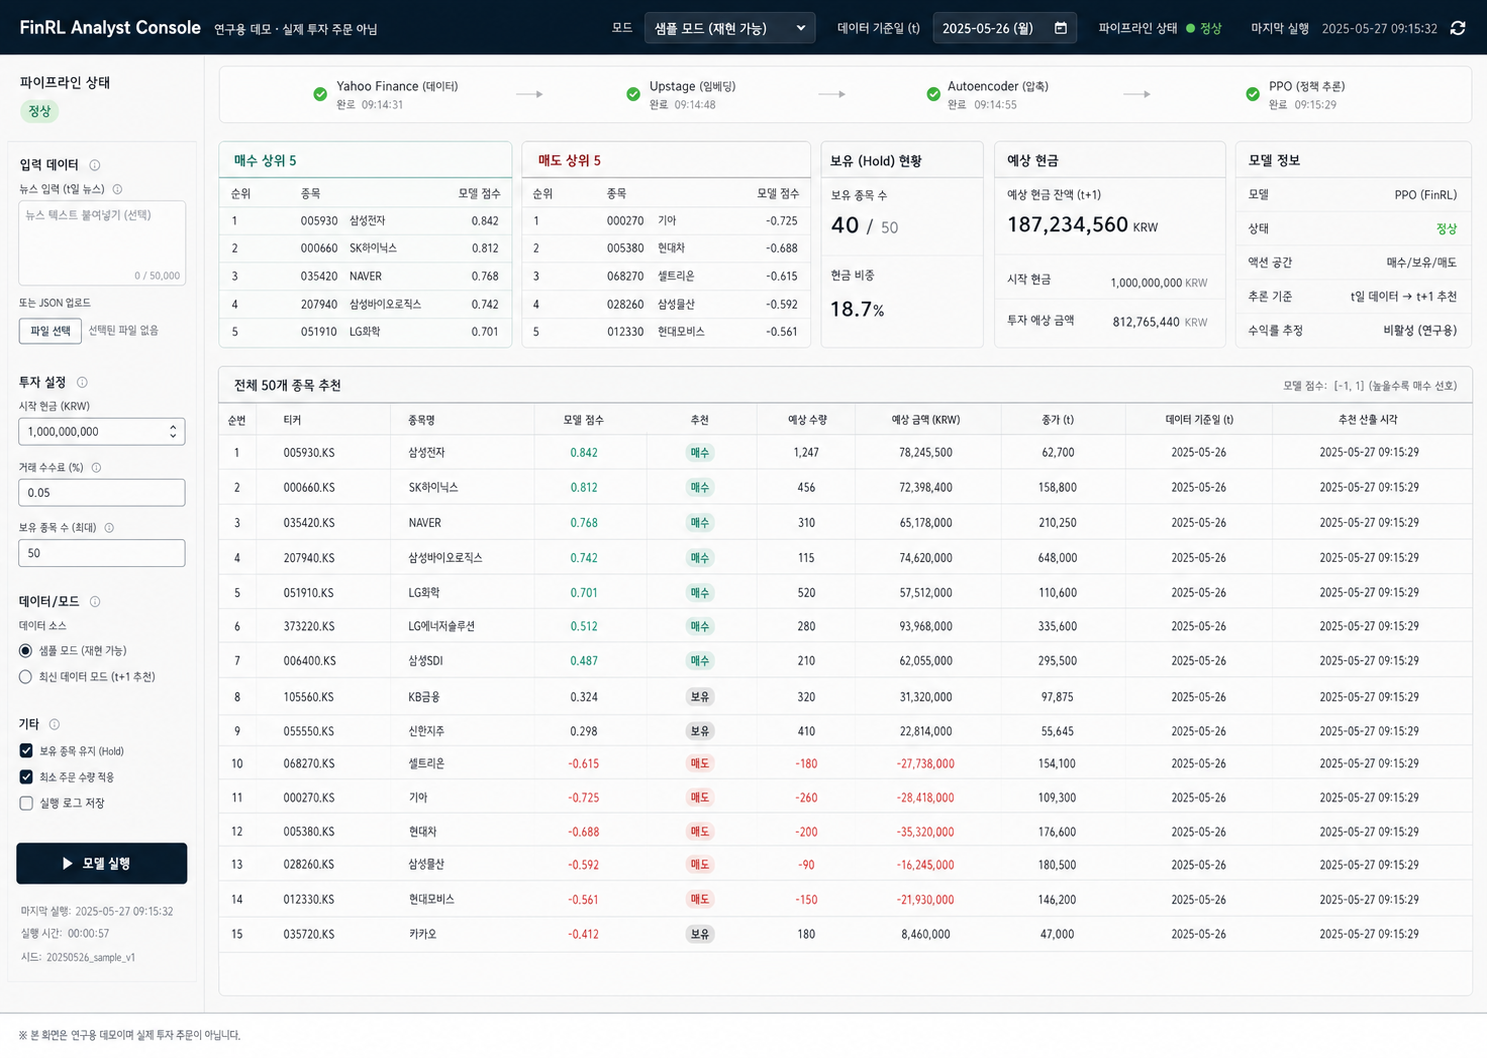 FinRL Analyst Console 연구용 데모 · 실제 투자 주문 아님 모드 샘플 모드 (재현 가능) 데이터 기준일 (t) 2025-05-26 (월) 파이프라인 상태 정상 마지막 실행 2025-05-27 09:15:32
파이프라인 상태
정상
입력 데이터
뉴스 입력 (t일 뉴스)
뉴스 텍스트 붙여넣기 (선택)
0 / 50,000
또는 JSON 업로드
파일 선택 선택된 파일 없음
투자 설정
시작 현금 (KRW)
1,000,000,000
거래 수수료 (%)
0.05
보유 종목 수 (최대)
50
데이터/모드
데이터 소스
샘플 모드 (재현 가능)
최신 데이터 모드 (t+1 추천)
기타
보유 종목 유지 (Hold)
최소 주문 수량 적용
실행 로그 저장
모델 실행
마지막 실행: 2025-05-27 09:15:32
실행 시간: 00:00:57
시드: 20250526_sample_v1
Yahoo Finance (데이터)
완료 09:14:31
Upstage (임베딩)
완료 09:14:48
Autoencoder (압축)
완료 09:14:55
PPO (정책 추론)
완료 09:15:29
매수 상위 5
순위 종목 모델 점수
1 005930 삼성전자 0.842
2 000660 SK하이닉스 0.812
3 035420 NAVER 0.768
4 207940 삼성바이오로직스 0.742
5 051910 LG화학 0.701
매도 상위 5
순위 종목 모델 점수
1 000270 기아 -0.725
2 005380 현대차 -0.688
3 068270 셀트리온 -0.615
4 028260 삼성물산 -0.592
5 012330 현대모비스 -0.561
보유 (Hold) 현황
보유 종목 수
40 / 50
현금 비중
18.7%
예상 현금
예상 현금 잔액 (t+1)
187,234,560 KRW
시작 현금 1,000,000,000 KRW
투자 예상 금액 812,765,440 KRW
모델 정보
모델 PPO (FinRL)
상태 정상
액션 공간 매수/보유/매도
추론 기준 t일 데이터 → t+1 추천
수익률 추정 비활성 (연구용)
전체 50개 종목 추천 모델 점수: [-1, 1] (높을수록 매수 선호)
순번 티커 종목명 모델 점수 추천 예상 수량 예상 금액 (KRW) 종가 (t) 데이터 기준일 (t) 추천 산출 시각
1 005930.KS 삼성전자 0.842 매수 1,247 78,245,500 62,700 2025-05-26 2025-05-27 09:15:29
2 000660.KS SK하이닉스 0.812 매수 456 72,398,400 158,800 2025-05-26 2025-05-27 09:15:29
3 035420.KS NAVER 0.768 매수 310 65,178,000 210,250 2025-05-26 2025-05-27 09:15:29
4 207940.KS 삼성바이오로직스 0.742 매수 115 74,620,000 648,000 2025-05-26 2025-05-27 09:15:29
5 051910.KS LG화학 0.701 매수 520 57,512,000 110,600 2025-05-26 2025-05-27 09:15:29
6 373220.KS LG에너지솔루션 0.512 매수 280 93,968,000 335,600 2025-05-26 2025-05-27 09:15:29
7 006400.KS 삼성SDI 0.487 매수 210 62,055,000 295,500 2025-05-26 2025-05-27 09:15:29
8 105560.KS KB금융 0.324 보유 320 31,320,000 97,875 2025-05-26 2025-05-27 09:15:29
9 055550.KS 신한지주 0.298 보유 410 22,814,000 55,645 2025-05-26 2025-05-27 09:15:29
10 068270.KS 셀트리온 -0.615 매도 -180 -27,738,000 154,100 2025-05-26 2025-05-27 09:15:29
11 000270.KS 기아 -0.725 매도 -260 -28,418,000 109,300 2025-05-26 2025-05-27 09:15:29
12 005380.KS 현대차 -0.688 매도 -200 -35,320,000 176,600 2025-05-26 2025-05-27 09:15:29
13 028260.KS 삼성물산 -0.592 매도 -90 -16,245,000 180,500 2025-05-26 2025-05-27 09:15:29
14 012330.KS 현대모비스 -0.561 매도 -150 -21,930,000 146,200 2025-05-26 2025-05-27 09:15:29
15 035720.KS 카카오 -0.412 보유 180 8,460,000 47,000 2025-05-26 2025-05-27 09:15:29
※ 본 화면은 연구용 데모이며 실제 투자 주문이 아닙니다.